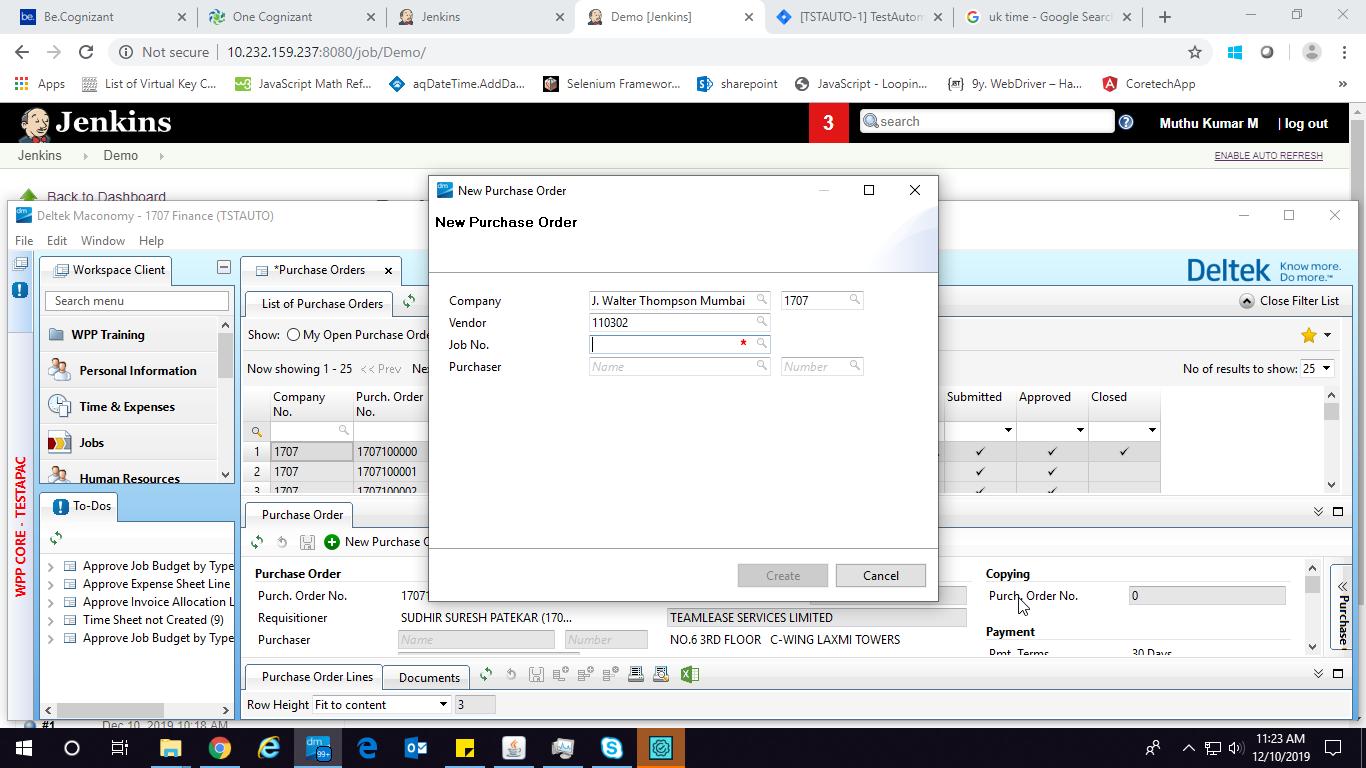 Be.Cognizant
One Cognizant
Jenkins
Demo [Jenkins]
[TSTAUTO-1] TestAutom
uk time - Google Searc
Not secure | 10.232.159.237:8080/job/Demo/
Apps
List of Virtual Key C...
JavaScript Math Ref...
aqDateTime.AddDa...
Selenium Framewor...
sharepoint
JavaScript - Loopin...
9y. WebDriver – Ha...
CoretechApp
Jenkins
3
search
Muthu Kumar M
| log out
Jenkins
Demo
ENABLE AUTO REFRESH
Back to Dashboard
Deltek Maconomy - 1707 Finance (TSTAUTO)
File Edit Window Help
WPP CORE - TESTAPAC
Workspace Client
Search menu
WPP Training
Personal Information
Time & Expenses
Jobs
Human Resources
To-Dos
Approve Job Budget by Type
Approve Expense Sheet Line
Approve Invoice Allocation L
Time Sheet not Created (9)
Approve Job Budget by Type
*Purchase Orders
Deltek Know more. Do more.™
List of Purchase Orders
Close Filter List
Show: My Open Purchase Orde
Now showing 1 - 25 << Prev Ne
No of results to show: 25
Company No.
Purch. Order No.
Submitted
Approved
Closed
1 1707 1707100000
2 1707 1707100001
3 1707 1707100002
Purchase Order
New Purchase O
Purchase Order
Purch. Order No. 1707
Requisitioner SUDHIR SURESH PATEKAR (170...
Purchaser Name Number
TEAMLEASE SERVICES LIMITED
NO.6 3RD FLOOR C-WING LAXMI TOWERS
Copying
Purch. Order No. 0
Payment
Pmt. Terms 30 Days
Purchase
Purchase Order Lines
Documents
Row Height Fit to content 3
New Purchase Order
New Purchase Order
Company J. Walter Thompson Mumbai 1707
Vendor 110302
Job No. *
Purchaser Name Number
Create
Cancel
#1 Dec 10, 2019 10:18 AM
99+
11:23 AM
12/10/2019